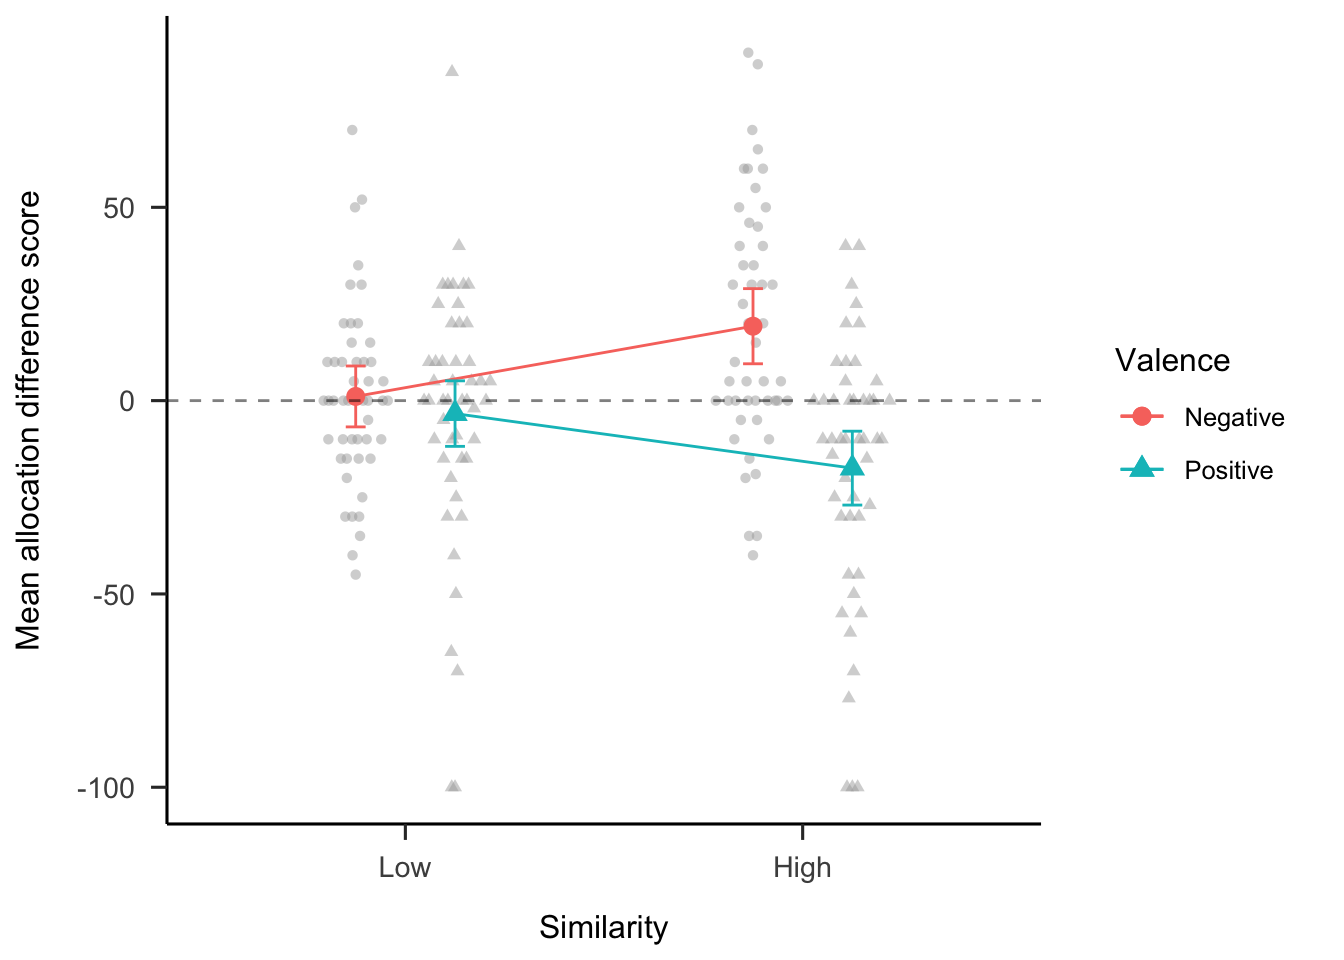 Mean allocation difference score
50
0
-50
-100
Low
High
Similarity
Valence
Negative
Positive